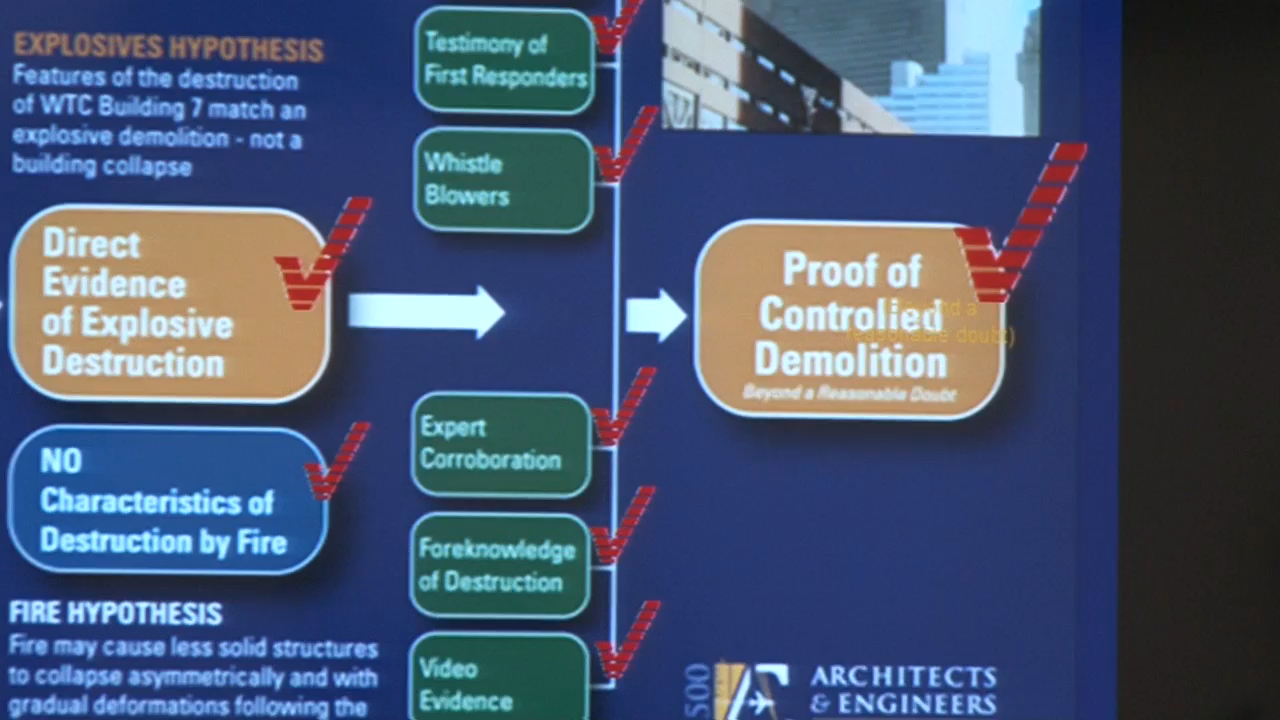 EXPLOSIVES HYPOTHESIS
Features of the destruction
of WTC Building 7 match an
explosive demolition - not a
building collapse
Direct
Evidence
of Explosive
Destruction
NO
Characteristics of
Destruction by Fire
FIRE HYPOTHESIS
Fire may cause less solid structures
to collapse asymmetrically and with
gradual deformations following the
Testimony of
First Responders
Whistle
Blowers
Expert
Corroboration
Foreknowledge
of Destruction
Video
Evidence
Proof of
Controlled
Demolition
Beyond a Reasonable Doubt
reasonable doubt)
500
ARCHITECTS
& ENGINEERS